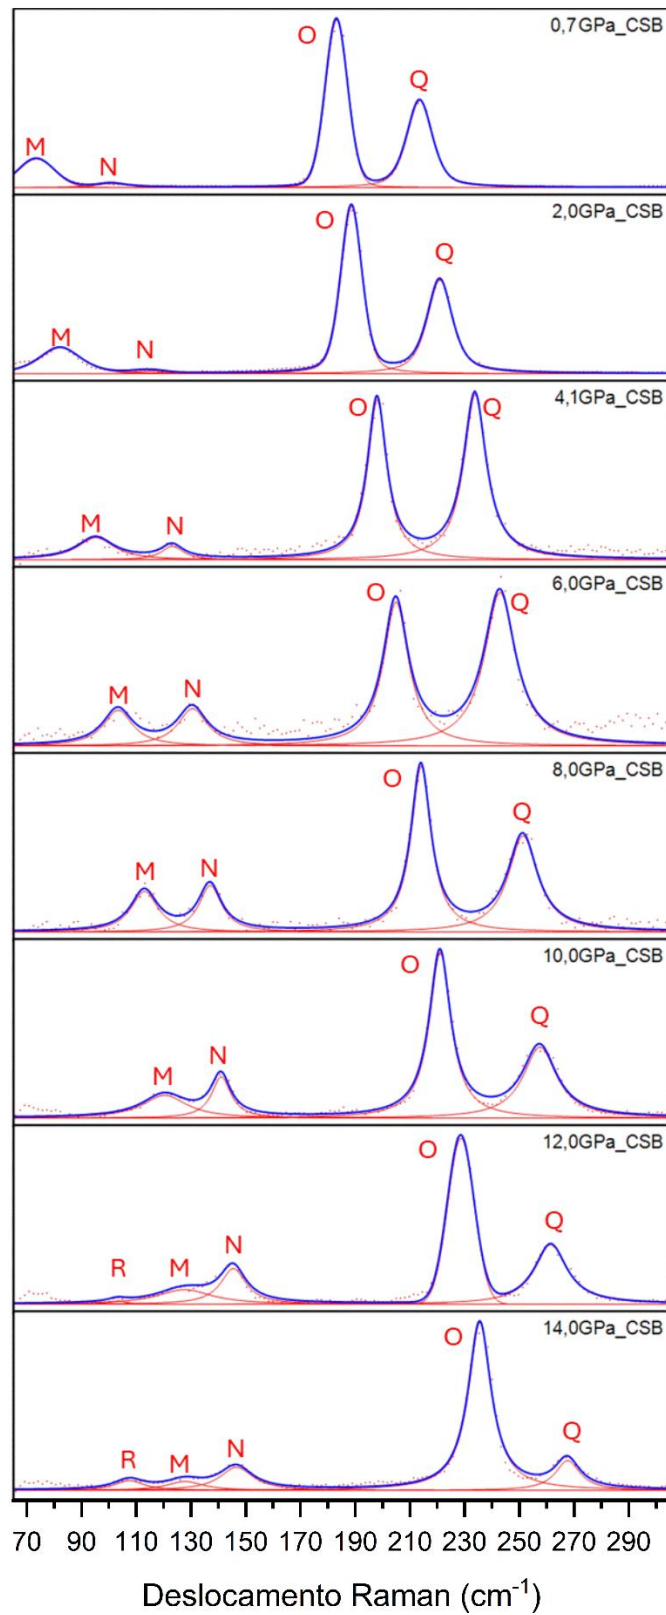 0,7GPa_CSB
O
Q
M
N
2,0GPa_CSB
O
Q
M
N
4,1GPa_CSB
O
Q
M
N
6,0GPa_CSB
O
Q
M
N
8,0GPa_CSB
O
Q
M
N
10,0GPa_CSB
O
Q
M
N
12,0GPa_CSB
O
Q
R
M
N
14,0GPa_CSB
O
Q
R
M
N
70 90 110 130 150 170 190 210 230 250 270 290
Deslocamento Raman (cm⁻¹)